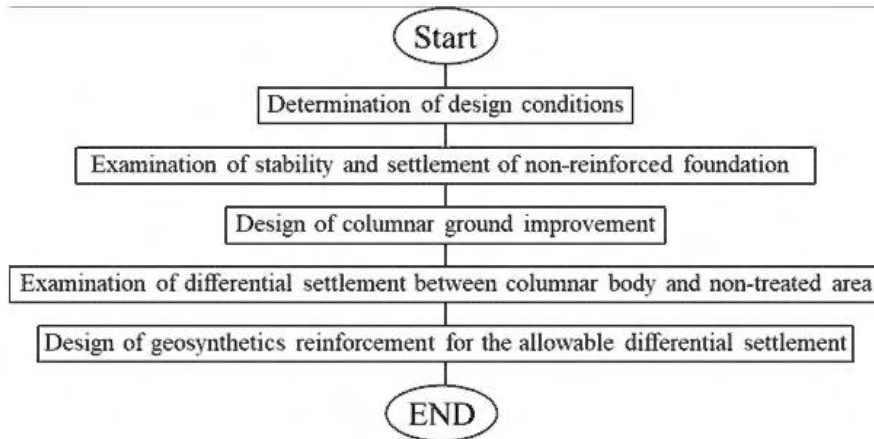 Start
Determination of design conditions
Examination of stability and settlement of non-reinforced foundation
Design of columnar ground improvement
Examination of differential settlement between columnar body and non-treated area
Design of geosynthetics reinforcement for the allowable differential settlement
END